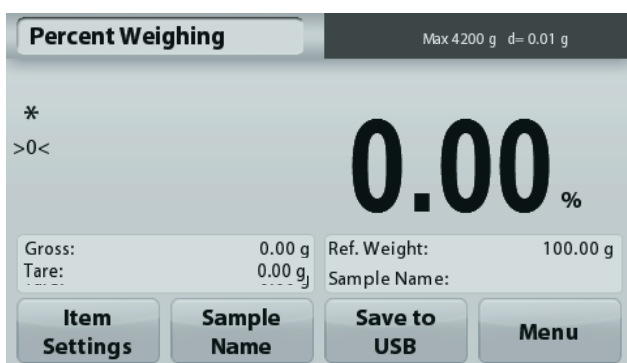 Percent Weighing Max 4200 g d= 0.01 g
*
>0<
0.00 %
Gross: 0.00 g Ref. Weight: 100.00 g
Tare: 0.00 g Sample Name:
Item Settings
Sample Name
Save to USB
Menu